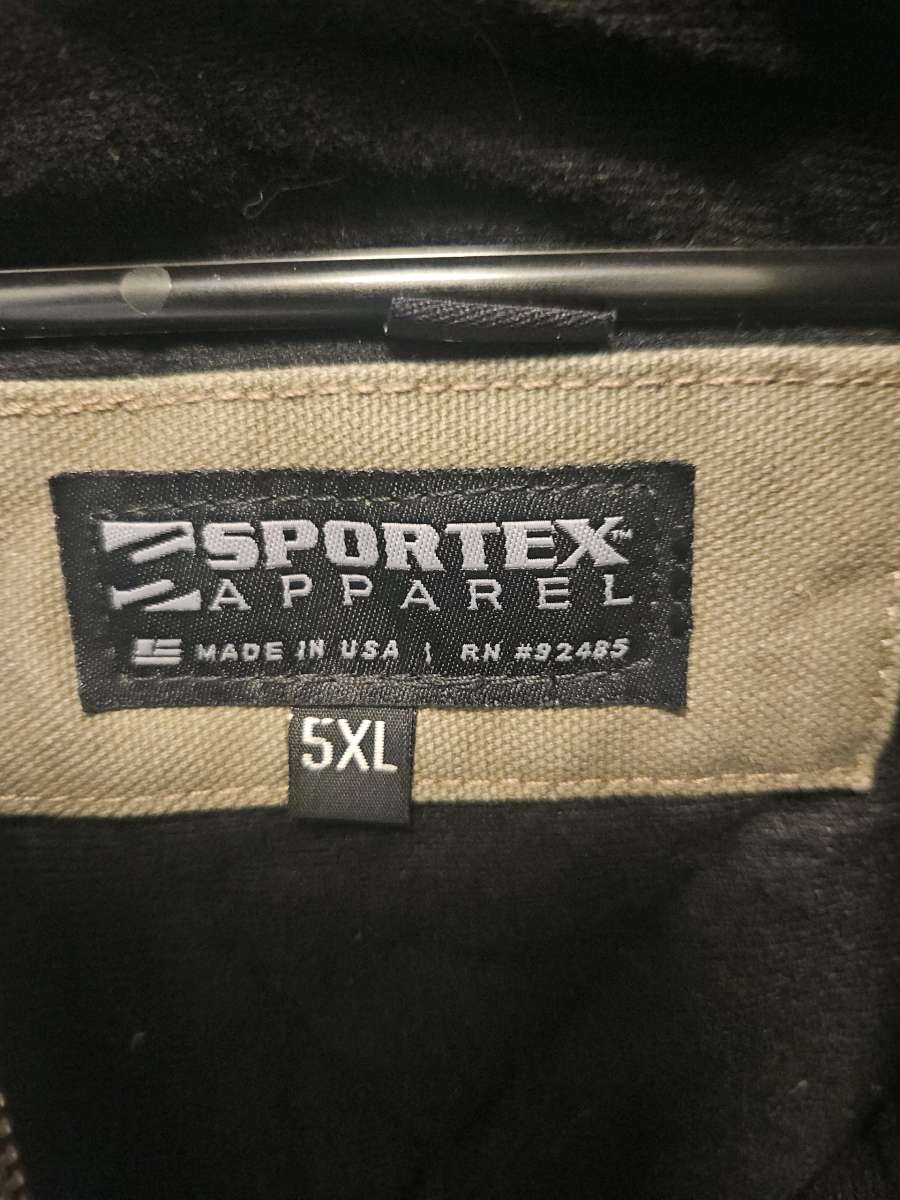 SPORTEX™
APPAREL
MADE IN USA | RN #92485
5XL